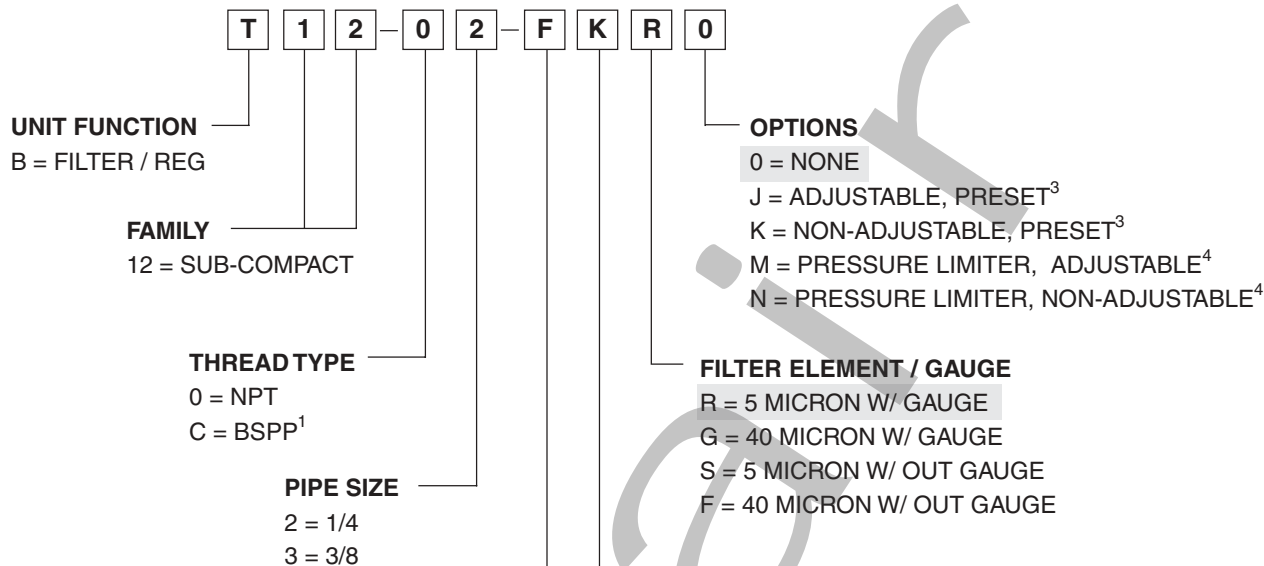 T 1 2 – 0 2 – F K R 0
UNIT FUNCTION
B = FILTER / REG
FAMILY
12 = SUB-COMPACT
THREAD TYPE
0 = NPT
C = BSPP¹
PIPE SIZE
2 = 1/4
3 = 3/8
OPTIONS
0 = NONE
J = ADJUSTABLE, PRESET³
K = NON-ADJUSTABLE, PRESET³
M = PRESSURE LIMITER, ADJUSTABLE⁴
N = PRESSURE LIMITER, NON-ADJUSTABLE⁴
FILTER ELEMENT / GAUGE
R = 5 MICRON W/ GAUGE
G = 40 MICRON W/ GAUGE
S = 5 MICRON W/ OUT GAUGE
F = 40 MICRON W/ OUT GAUGE
air